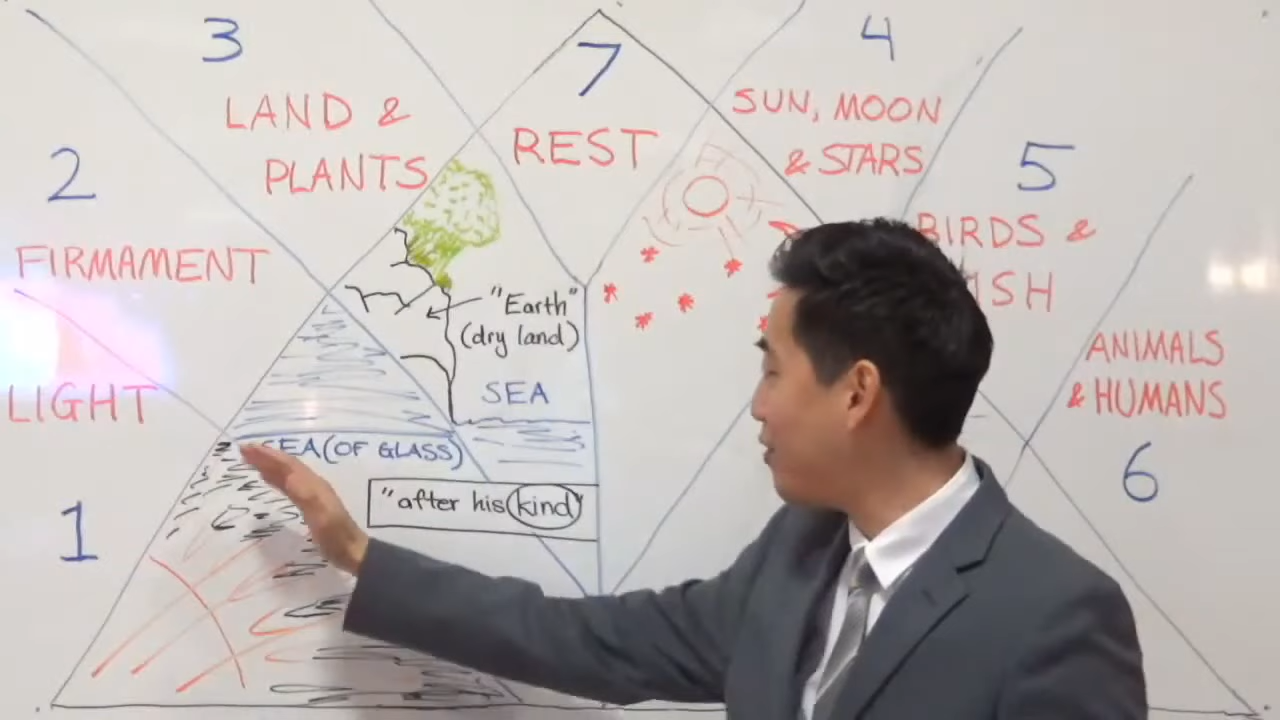 3
LAND &
PLANTS
7
REST
4
SUN, MOON
& STARS
2
FIRMAMENT
5
BIRDS &
"Earth"
(dry land)
SEA
LIGHT
1
SEA (OF GLASS)
"after his kind"
ANIMALS
& HUMANS
6